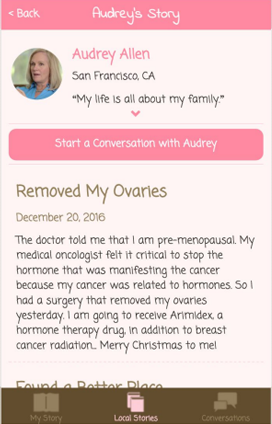 < Back
Audrey's Story
Audrey Allen
San Francisco, CA
“My life is all about my family.”
Start a Conversation with Audrey
Removed My Ovaries
December 20, 2016
The doctor told me that I am pre-menopausal. My
medical oncologist felt it critical to stop the
hormone that was manifesting the cancer
because my cancer was related to hormones. So I
had a surgery that removed my ovaries
yesterday. I am going to receive Arimidex, a
hormone therapy drug, in addition to breast
cancer radiation... Merry Christmas to me!
Found a Better Place
My Story
Local Stories
Conversations